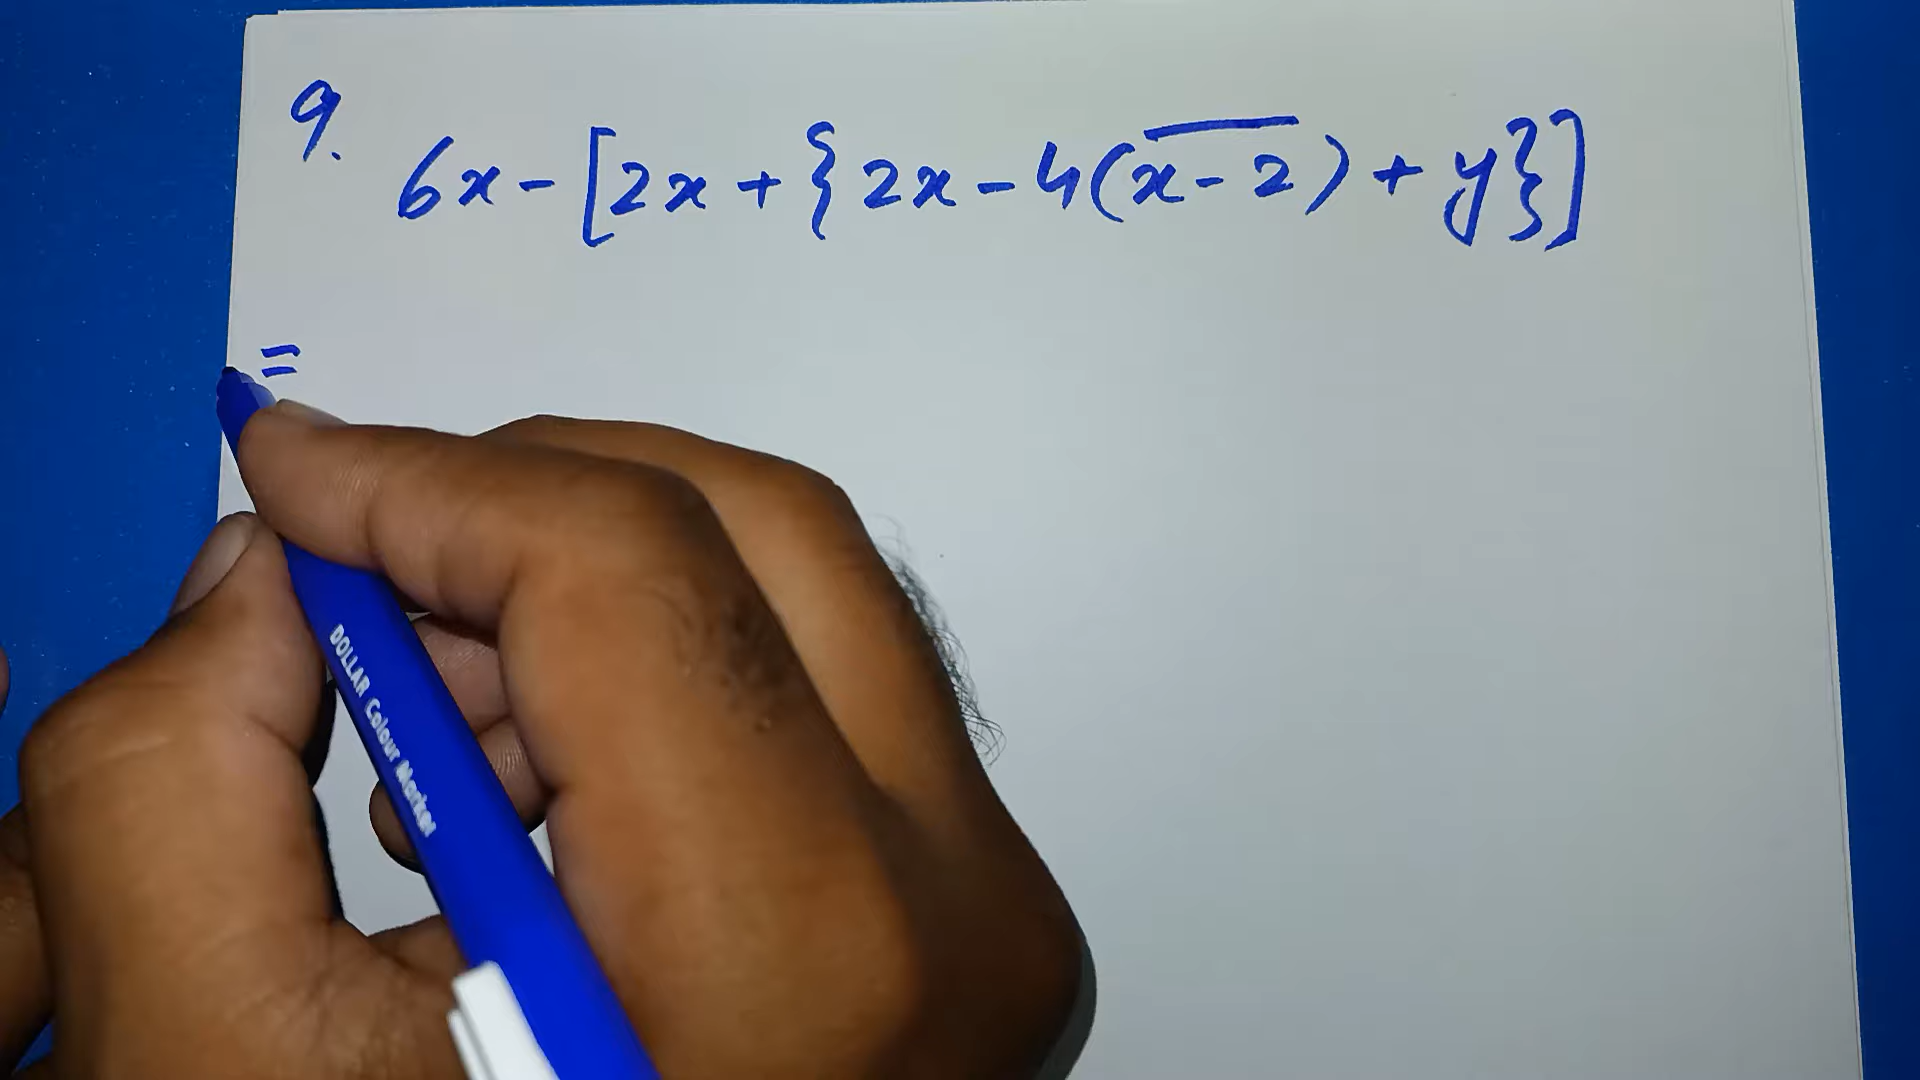 9.
6x - [2x + {2x - 4(x̅ ̅-̅ ̅2̅) + y}]
=
DOLLAR Colour Marker